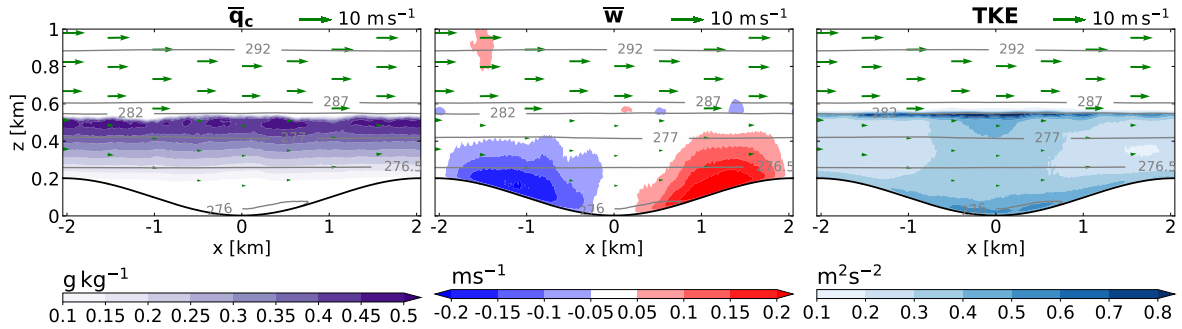 q̅c 10 m s⁻¹ w̅ 10 m s⁻¹ TKE 10 m s⁻¹
1 0.8 0.6 0.4 0.2 0
z [km]
292 287 282 277 276.5 276
292 287 282 277 276.5 276
292 287 282 277 276.5 276
-2 -1 0 1 2 -2 -1 0 1 2 -2 -1 0 1 2
x [km] x [km] x [km]
g kg⁻¹ ms⁻¹ m²s⁻²
0.1 0.15 0.2 0.25 0.3 0.35 0.4 0.45 0.5 -0.2 -0.15 -0.1 -0.05 0.05 0.1 0.15 0.2 0.1 0.2 0.3 0.4 0.5 0.6 0.7 0.8